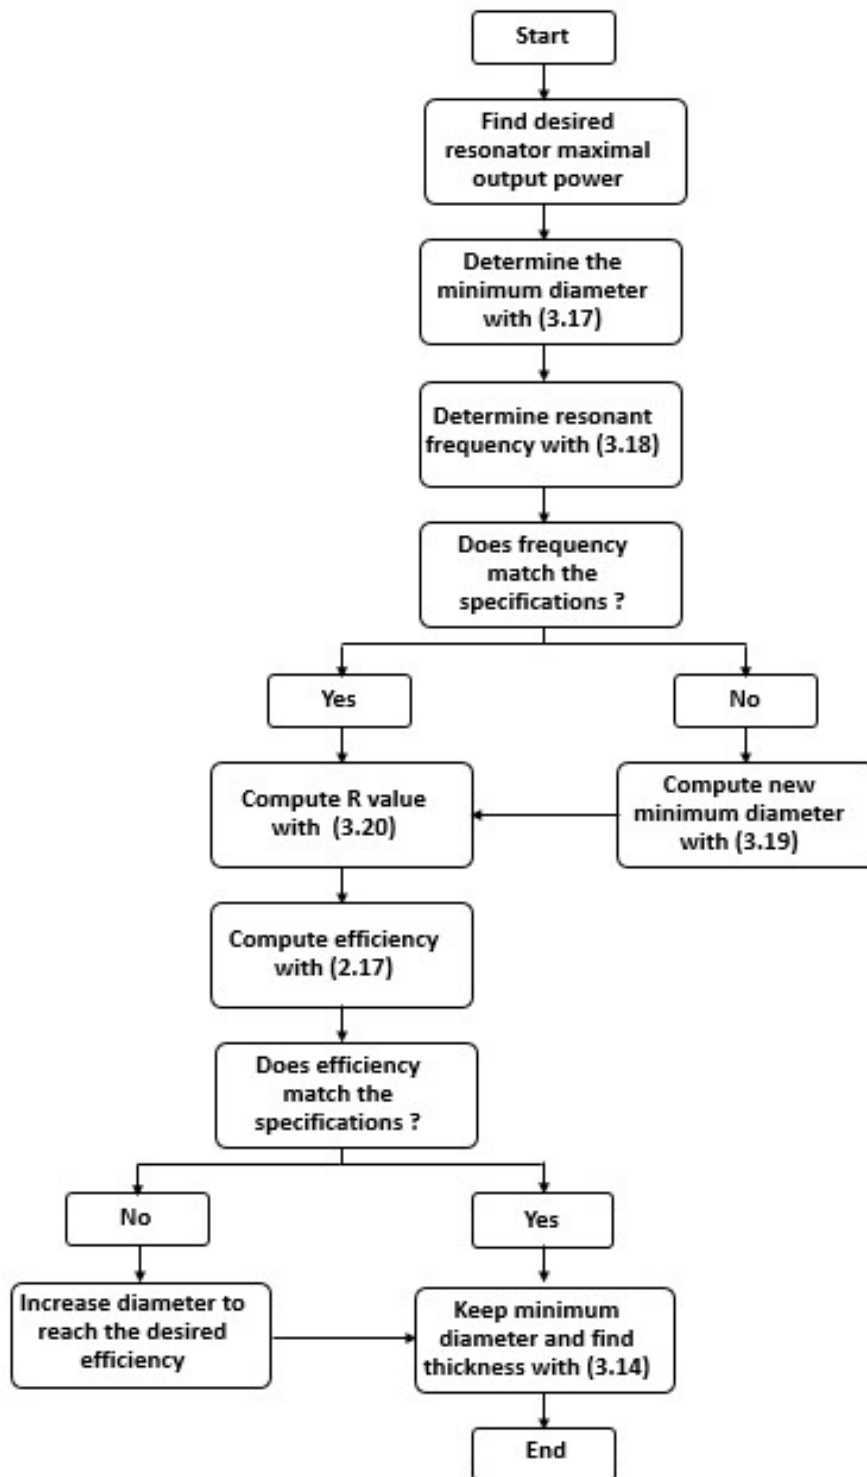 Start
Find desired
resonator maximal
output power
Determine the
minimum diameter
with (3.17)
Determine resonant
frequency with (3.18)
Does frequency
match the
specifications ?
Yes
No
Compute R value
with (3.20)
Compute new
minimum diameter
with (3.19)
Compute efficiency
with (2.17)
Does efficiency
match the
specifications ?
No
Yes
Increase diameter to
reach the desired
efficiency
Keep minimum
diameter and find
thickness with (3.14)
End